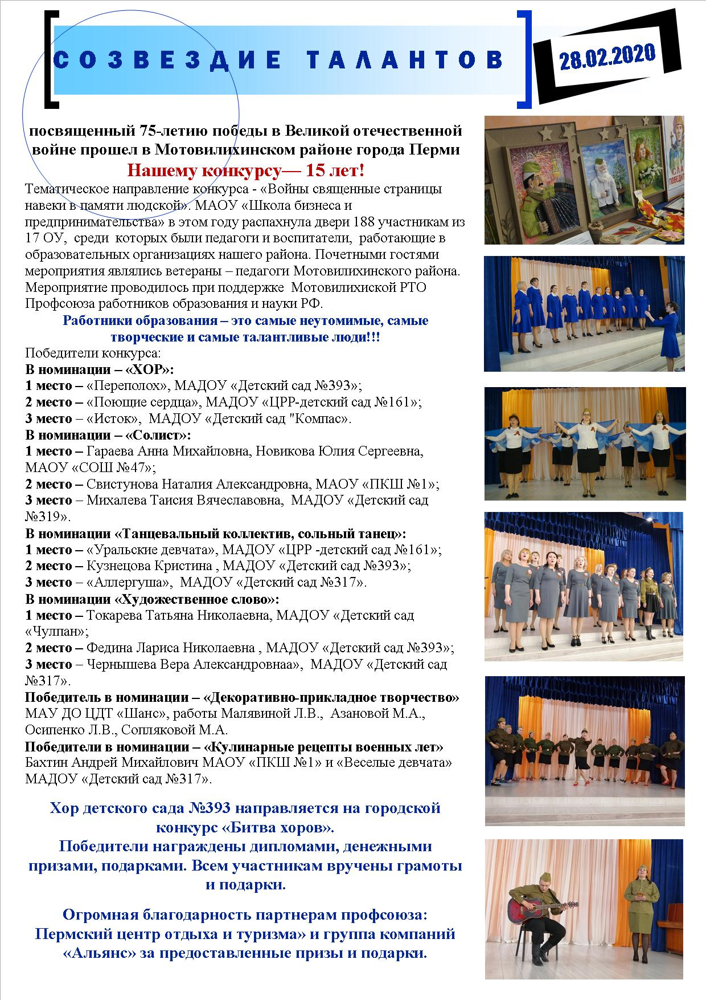 СОЗВЕЗДИЕ ТАЛАНТОВ
28.02.2020
посвященный 75-летию победы в Великой отечественной
войне прошел в Мотовилихинском районе города Перми
Нашему конкурсу— 15 лет!
Тематическое направление конкурса - «Войны священные страницы
навеки в памяти людской». МАОУ «Школа бизнеса и
предпринимательства» в этом году распахнула двери 188 участникам из
17 ОУ, среди которых были педагоги и воспитатели, работающие в
образовательных организациях нашего района. Почетными гостями
мероприятия являлись ветераны – педагоги Мотовилихинского района.
Мероприятие проводилось при поддержке Мотовилихиской РТО
Профсоюза работников образования и науки РФ.
Работники образования – это самые неутомимые, самые
творческие и самые талантливые люди!!!
Победители конкурса:
В номинации – «ХОР»:
1 место – «Переполох», МАДОУ «Детский сад №393»;
2 место – «Поющие сердца», МАДОУ «ЦРР-детский сад №161»;
3 место – «Исток», МАДОУ «Детский сад "Компас».
В номинации – «Солист»:
1 место – Гараева Анна Михайловна, Новикова Юлия Сергеевна,
МАОУ «СОШ №47»;
2 место – Свистунова Наталия Александровна, МАОУ «ПКШ №1»;
3 место – Михалева Таисия Вячеславовна, МАДОУ «Детский сад
№319».
В номинации «Танцевальный коллектив, сольный танец»:
1 место – «Уральские девчата», МАДОУ «ЦРР -детский сад №161»;
2 место – Кузнецова Кристина , МАДОУ «Детский сад №393»;
3 место – «Аллергуша», МАДОУ «Детский сад №317».
В номинации «Художественное слово»:
1 место – Токарева Татьяна Николаевна, МАДОУ «Детский сад
«Чулпан»;
2 место – Федина Лариса Николаевна , МАДОУ «Детский сад №393»;
3 место – Чернышева Вера Александровнаа», МАДОУ «Детский сад
№317».
Победитель в номинации – «Декоративно-прикладное творчество»
МАУ ДО ЦДТ «Шанс», работы Малявиной Л.В., Азановой М.А.,
Осипенко Л.В., Сопляковой М.А.
Победители в номинации – «Кулинарные рецепты военных лет»
Бахтин Андрей Михайлович МАОУ «ПКШ №1» и «Веселые девчата»
МАДОУ «Детский сад №317».
Хор детского сада №393 направляется на городской
конкурс «Битва хоров».
Победители награждены дипломами, денежными
призами, подарками. Всем участникам вручены грамоты
и подарки.
Огромная благодарность партнерам профсоюза:
Пермский центр отдыха и туризма» и группа компаний
«Альянс» за предоставленные призы и подарки.